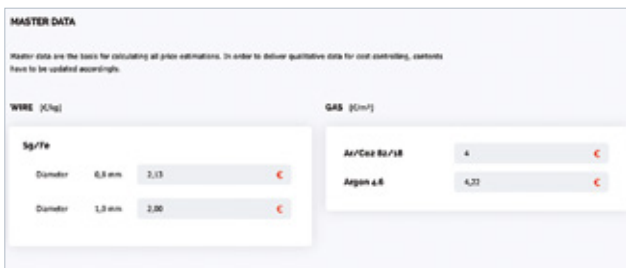 MASTER DATA
Master data are the basis for calculating all price estimations. In order to deliver qualitative data for cost controlling, contents
have to be updated accordingly.
WIRE [€/kg]
GAS [€/m³]
Sg/Fe
Diameter 0,8 mm 2,13 €
Diameter 1,0 mm 2,00 €
Ar/Co2 82/18 4 €
Argon 4.6 4,22 €